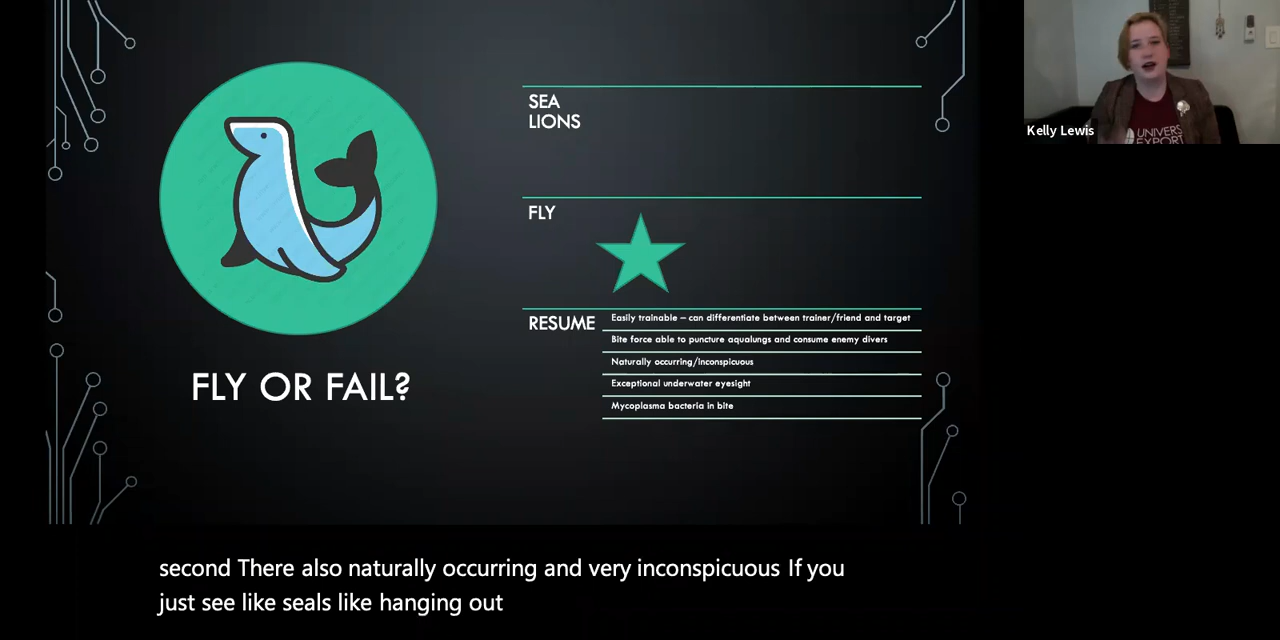 SEA
LIONS
FLY
RESUME
Easily trainable – can differentiate between trainer/friend and target
Bite force able to puncture aqualungs and consume enemy divers
Naturally occurring/inconspicuous
Exceptional underwater eyesight
Mycoplasma bacteria in bite
FLY OR FAIL?
Kelly Lewis
UNIVERS
EXPORT
second There also naturally occurring and very inconspicuous If you
just see like seals like hanging out